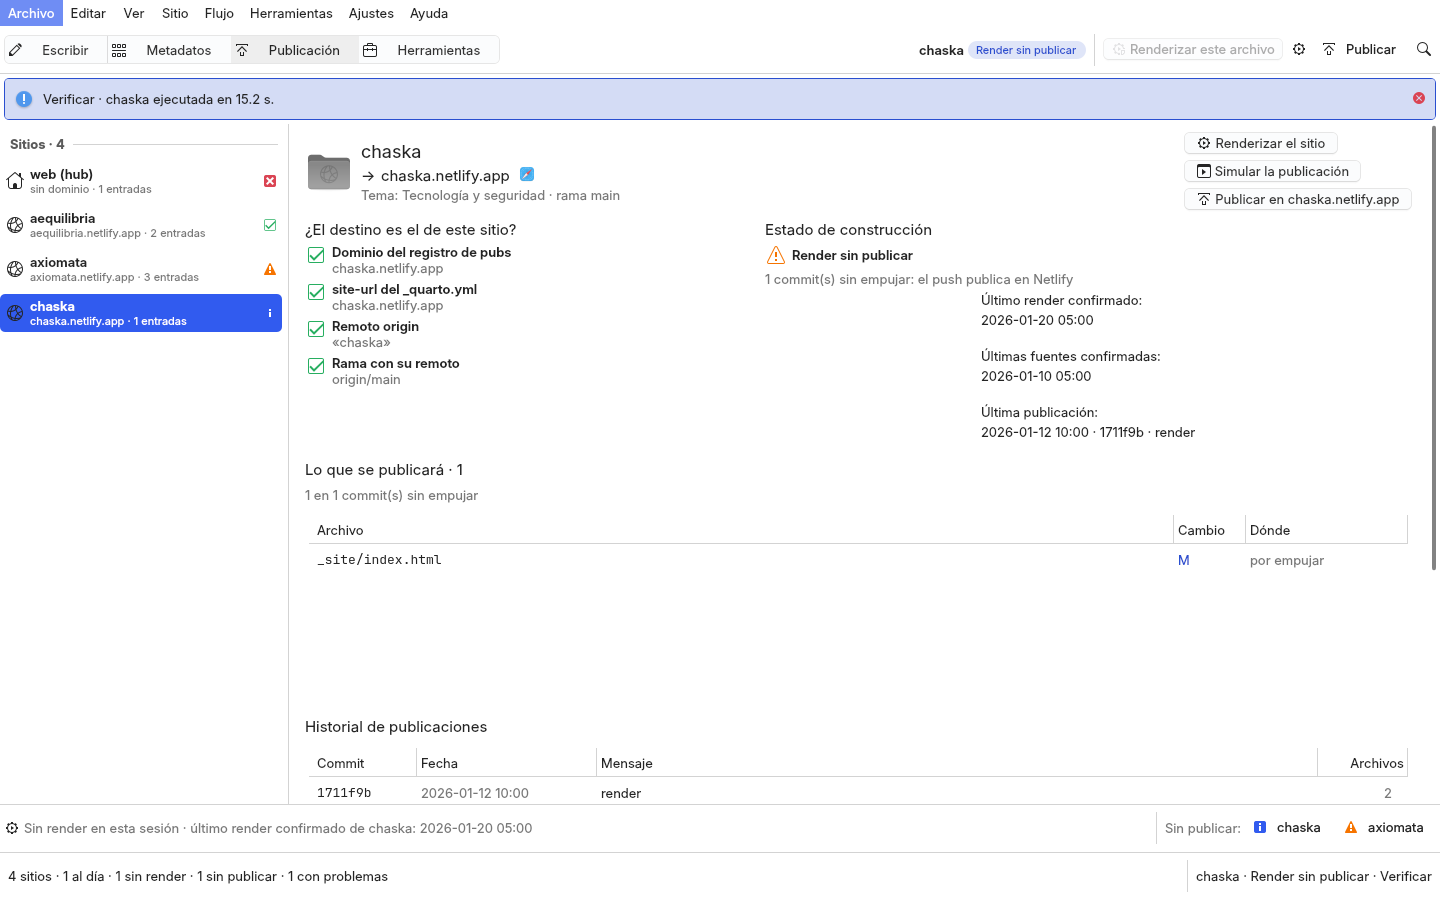 Archivo Editar Ver Sitio Flujo Herramientas Ajustes Ayuda
Escribir Metadatos Publicación Herramientas
chaska Render sin publicar Renderizar este archivo Publicar
Verificar · chaska ejecutada en 15.2 s.
Sitios · 4
web (hub)
sin dominio · 1 entradas
aequilibria
aequilibria.netlify.app · 2 entradas
axiomata
axiomata.netlify.app · 3 entradas
chaska
chaska.netlify.app · 1 entradas
chaska
→ chaska.netlify.app
Tema: Tecnología y seguridad · rama main
Renderizar el sitio
Simular la publicación
Publicar en chaska.netlify.app
¿El destino es el de este sitio?
Dominio del registro de pubs
chaska.netlify.app
site-url del _quarto.yml
chaska.netlify.app
Remoto origin
«chaska»
Rama con su remoto
origin/main
Estado de construcción
Render sin publicar
1 commit(s) sin empujar: el push publica en Netlify
Último render confirmado:
2026-01-20 05:00
Últimas fuentes confirmadas:
2026-01-10 05:00
Última publicación:
2026-01-12 10:00 · 1711f9b · render
Lo que se publicará · 1
1 en 1 commit(s) sin empujar
Archivo Cambio Dónde
_site/index.html M por empujar
Historial de publicaciones
Commit Fecha Mensaje Archivos
1711f9b 2026-01-12 10:00 render 2
Sin render en esta sesión · último render confirmado de chaska: 2026-01-20 05:00
Sin publicar: chaska axiomata
4 sitios · 1 al día · 1 sin render · 1 sin publicar · 1 con problemas
chaska · Render sin publicar · Verificar